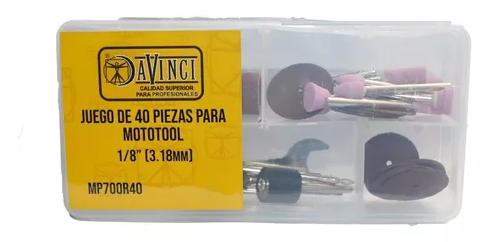 DAVINCI
CALIDAD SUPERIOR
PARA PROFESIONALES
JUEGO DE 40 PIEZAS PARA
MOTOTOOL
1/8" (3.18MM)
MP700R40